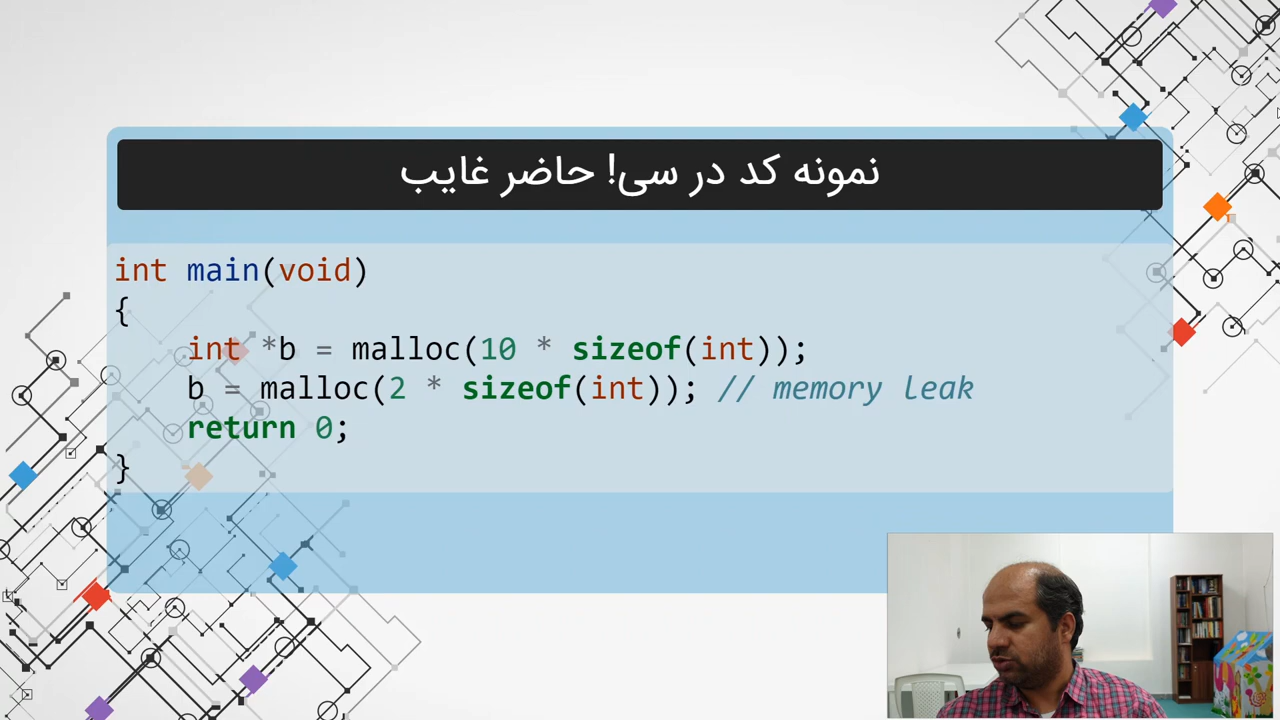 نمونه کد در سی! حاضر غایب
int main(void)
{
    int *b = malloc(10 * sizeof(int));
    b = malloc(2 * sizeof(int)); // memory leak
    return 0;
}